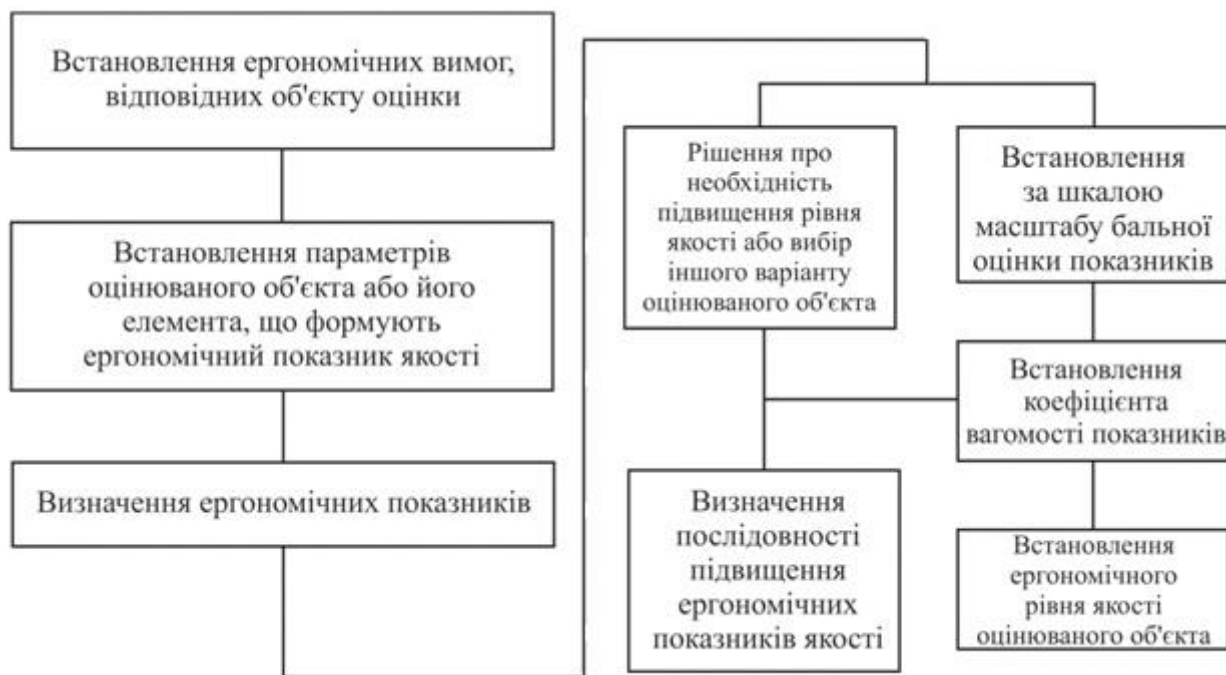 Встановлення ергономічних вимог,
відповідних об'єкту оцінки
Встановлення параметрів
оцінюваного об'єкта або його
елемента, що формують
ергономічний показник якості
Визначення ергономічних показників
Рішення про
необхідність
підвищення рівня
якості або вибір
іншого варіанту
оцінюваного об'єкта
Визначення
послідовності
підвищення
ергономічних
показників якості
Встановлення
за шкалою
масштабу бальної
оцінки показників
Встановлення
коефіцієнта
вагомості показників
Встановлення
ергономічного
рівня якості
оцінюваного об'єкта